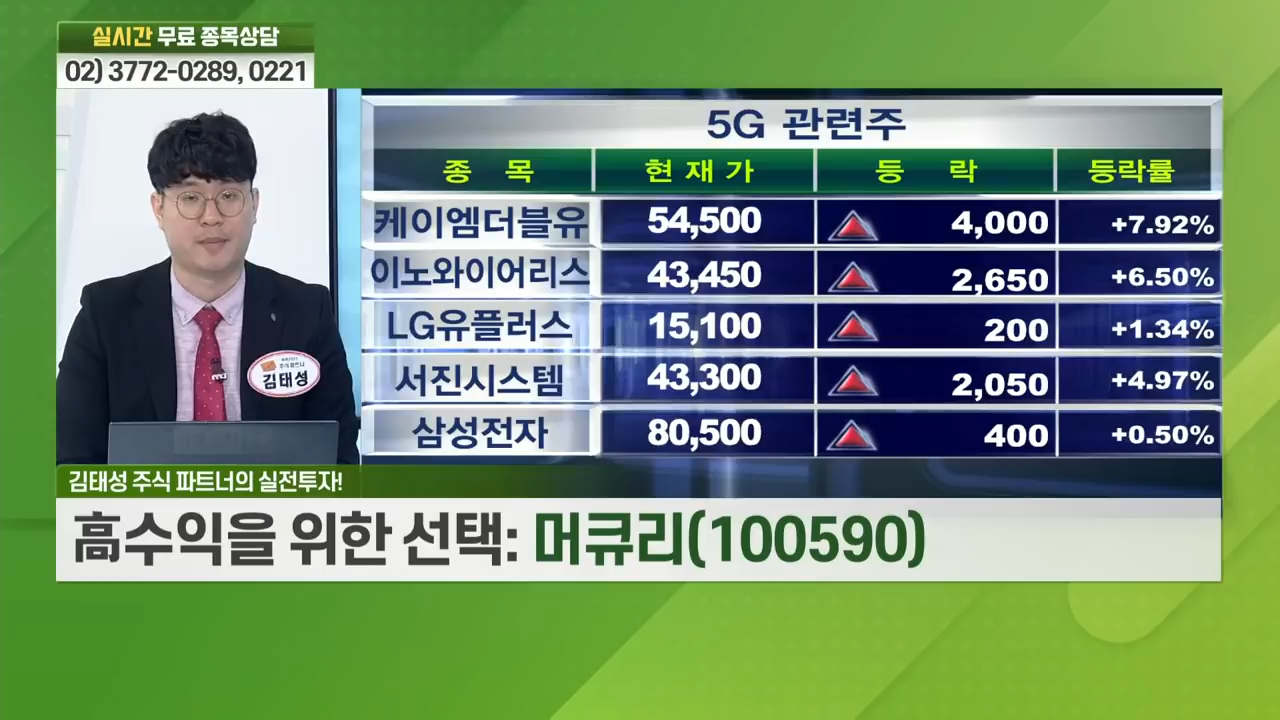 실시간 무료 종목상담
02) 3772-0289, 0221
5G 관련주
종 목 현 재 가 등 락 등락률
케이엠더블유 54,500 ▲ 4,000 +7.92%
이노와이어리스 43,450 ▲ 2,650 +6.50%
LG유플러스 15,100 ▲ 200 +1.34%
서진시스템 43,300 ▲ 2,050 +4.97%
삼성전자 80,500 ▲ 400 +0.50%
김태성
김태성 주식 파트너의 실전투자!
高수익을 위한 선택: 머큐리(100590)